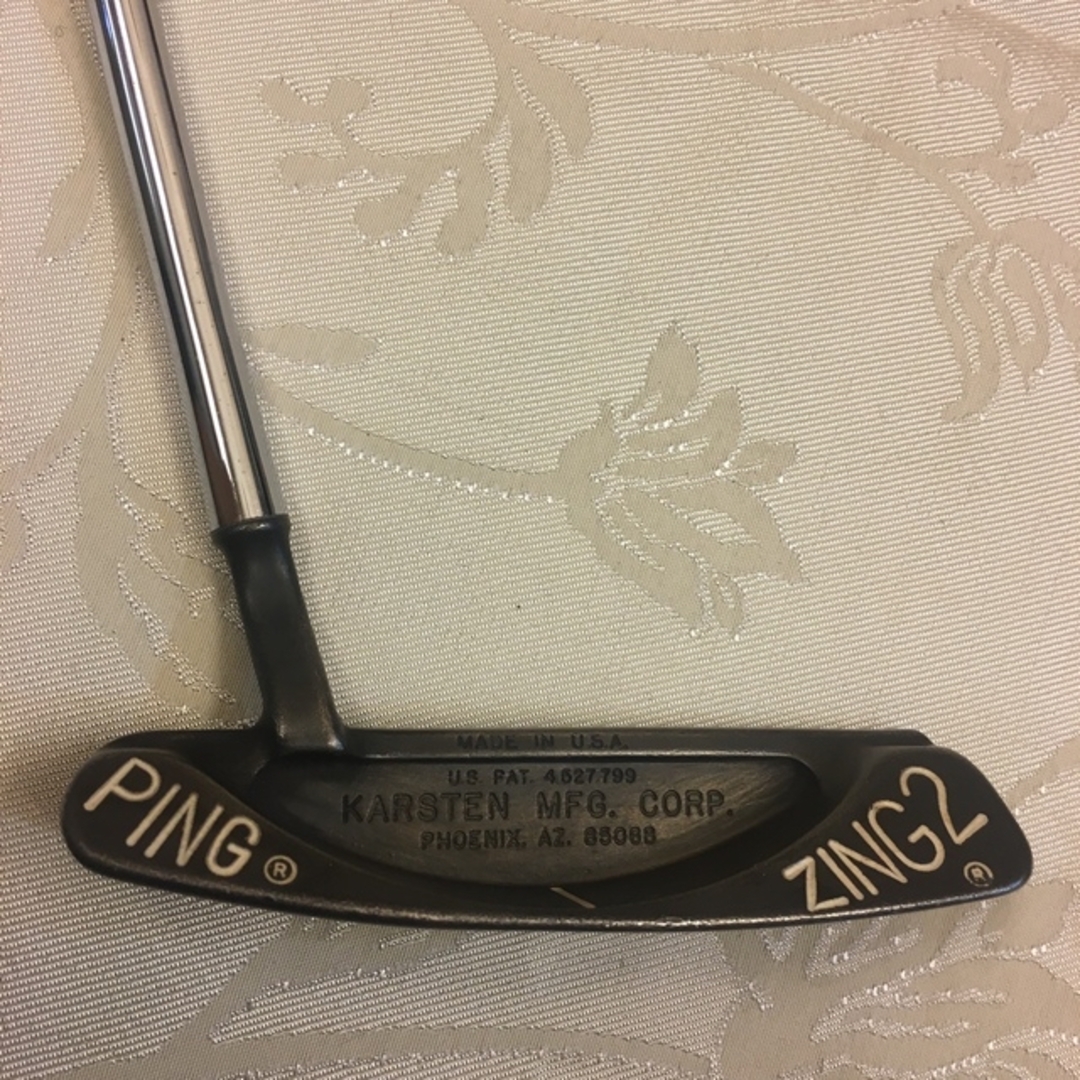 MADE IN U.S.A.
U.S. PAT. 4,627,799
KARSTEN MFG. CORP.
PHOENIX, AZ. 85068
PING ®
ZING2 ®